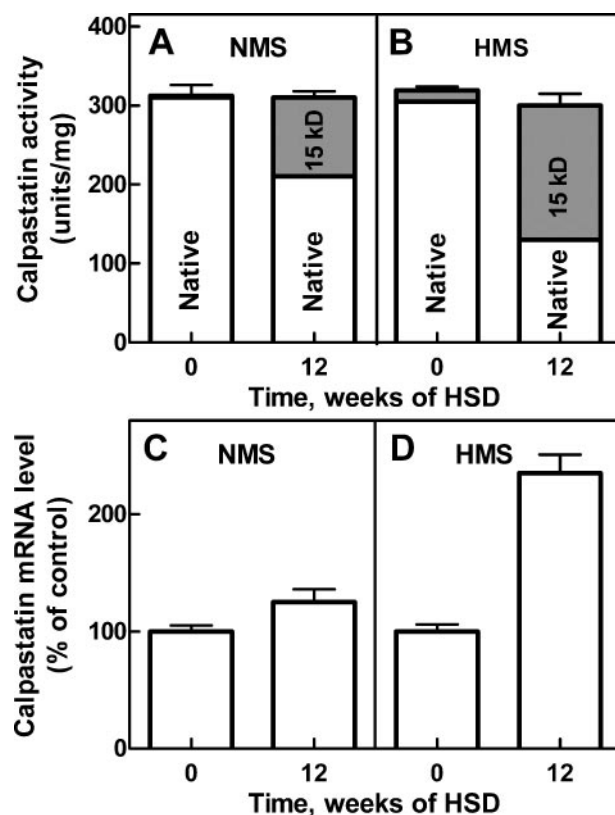 A NMS
B HMS
Calpastatin activity
(units/mg)
400
300
200
100
0
Native
15 kD
Native
Native
15 kD
Native
0 12 0 12
Time, weeks of HSD
C NMS
D HMS
Calpastatin mRNA level
(% of control)
200
100
0
0 12 0 12
Time, weeks of HSD